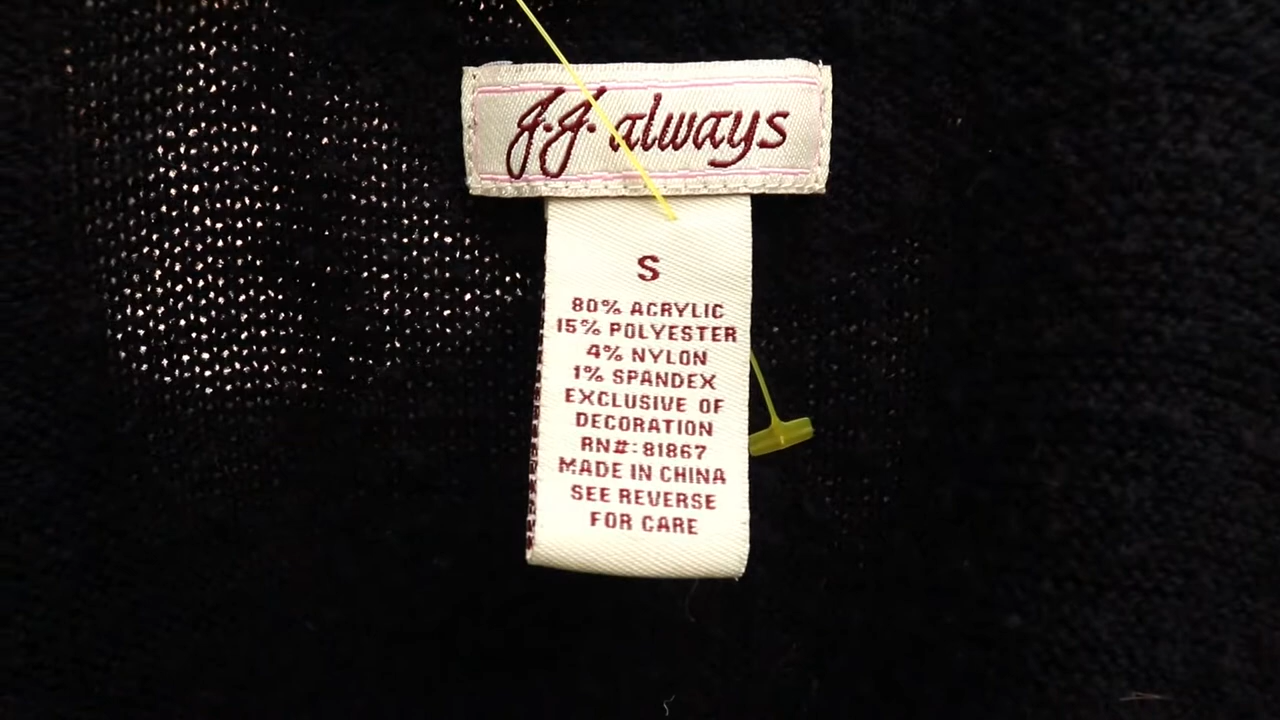 J.J. always
S
80% ACRYLIC
15% POLYESTER
4% NYLON
1% SPANDEX
EXCLUSIVE OF
DECORATION
RN#:81867
MADE IN CHINA
SEE REVERSE
FOR CARE